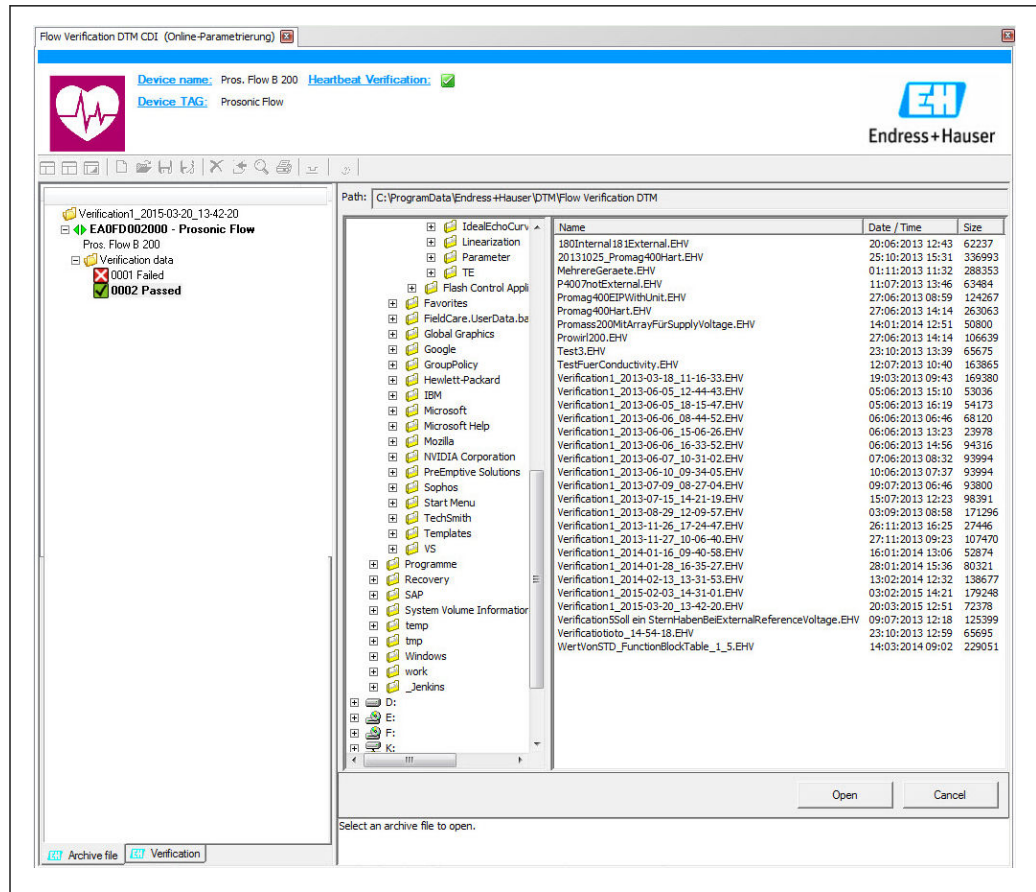 Flow Verification DTM CDI (Online-Parametrierung)
Device name: Pros. Flow B 200 Heartbeat Verification:
Device TAG: Prosonic Flow
EH
Endress+Hauser
Verification1_2015-03-20_13-42-20
EA0FD002000 - Prosonic Flow
Pros. Flow B 200
Verification data
0001 Failed
0002 Passed
Path: C:\ProgramData\Endress+Hauser\DTM\Flow Verification DTM
IdealEchoCurv
Linearization
Parameter
TE
Flash Control Appli
Favorites
FieldCare.UserData.ba
Global Graphics
Google
GroupPolicy
Hewlett-Packard
IBM
Microsoft
Microsoft Help
Mozilla
NVIDIA Corporation
PreEmptive Solutions
Sophos
Start Menu
TechSmith
Templates
VS
Programme
Recovery
SAP
System Volume Informatior
temp
tmp
Windows
work
_Jenkins
D:
E:
F:
K:
Name Date / Time Size
180Internal181External.EHV 20:06:2013 12:43 62237
20131025_Promag400Hart.EHV 25:10:2013 15:31 336993
MehrereGeraete.EHV 01:11:2013 11:32 288353
P4007notExternal.EHV 11:07:2013 13:46 63484
Promag400EIPWithUnit.EHV 27:06:2013 08:59 124267
Promag400Hart.EHV 27:06:2013 14:14 263063
Promass200MitArrayFürSupplyVoltage.EHV 14:01:2014 12:51 50800
Prowirl200.EHV 27:06:2013 14:14 106639
Test3.EHV 23:10:2013 13:39 65675
TestFuerConductivity.EHV 12:07:2013 10:40 163865
Verification1_2013-03-18_11-16-33.EHV 19:03:2013 09:43 169380
Verification1_2013-06-05_12-44-43.EHV 05:06:2013 15:10 53036
Verification1_2013-06-05_18-15-47.EHV 05:06:2013 16:19 54173
Verification1_2013-06-06_08-44-52.EHV 06:06:2013 06:46 68120
Verification1_2013-06-06_15-06-26.EHV 06:06:2013 13:23 23978
Verification1_2013-06-06_16-33-52.EHV 06:06:2013 14:56 94316
Verification1_2013-06-07_10-31-02.EHV 07:06:2013 08:32 93994
Verification1_2013-06-10_09-34-05.EHV 10:06:2013 07:37 93994
Verification1_2013-07-09_08-27-04.EHV 09:07:2013 06:46 93800
Verification1_2013-07-15_14-21-19.EHV 15:07:2013 12:23 98391
Verification1_2013-08-29_12-09-57.EHV 03:09:2013 08:58 171296
Verification1_2013-11-26_17-24-47.EHV 26:11:2013 16:25 27446
Verification1_2013-11-27_10-06-40.EHV 27:11:2013 09:23 107470
Verification1_2014-01-16_09-40-58.EHV 16:01:2014 13:06 52874
Verification1_2014-01-28_16-35-27.EHV 28:01:2014 15:36 80321
Verification1_2014-02-13_13-31-53.EHV 13:02:2014 12:32 138677
Verification1_2015-02-03_14-31-01.EHV 03:02:2015 14:21 179248
Verification1_2015-03-20_13-42-20.EHV 20:03:2015 12:51 72378
Verification5Soll ein SternHabenBeiExternalReferenceVoltage.EHV 09:07:2013 12:18 125399
Verificatiotioto_14-54-18.EHV 23:10:2013 12:59 65695
WertVonSTD_FunctionBlockTable_1_5.EHV 14:03:2014 09:02 229051
Open Cancel
Select an archive file to open.
EH Archive file EH Verification